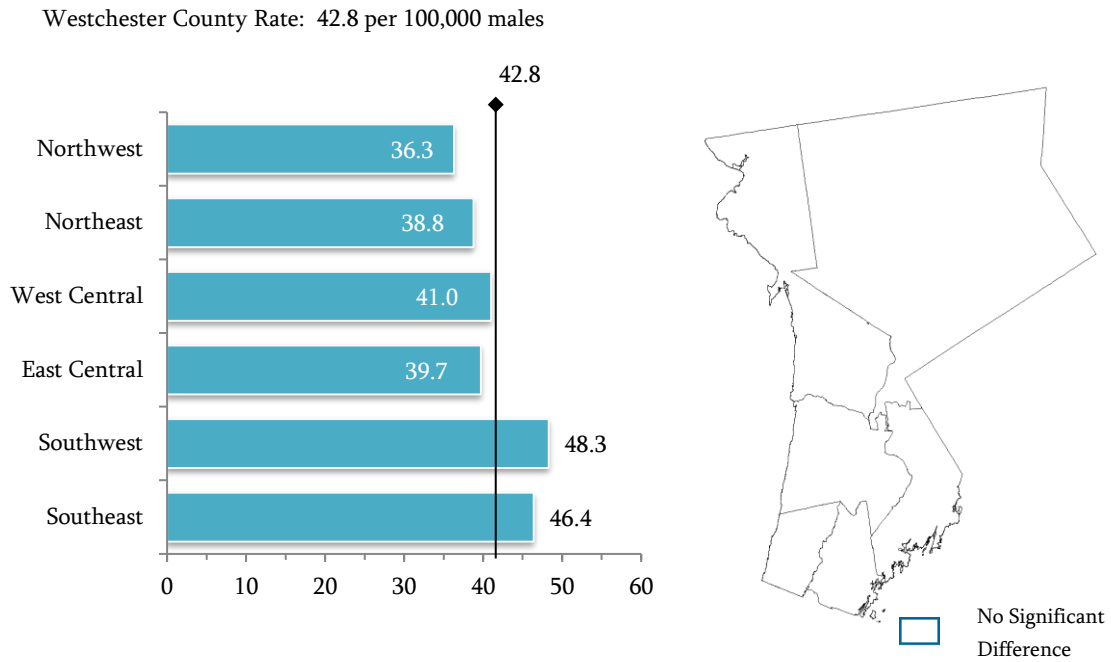 Westchester County Rate:  42.8 per 100,000 males
42.8
Northwest
36.3
Northeast
38.8
West Central
41.0
East Central
39.7
Southwest
48.3
Southeast
46.4
0 10 20 30 40 50 60
No Significant
Difference